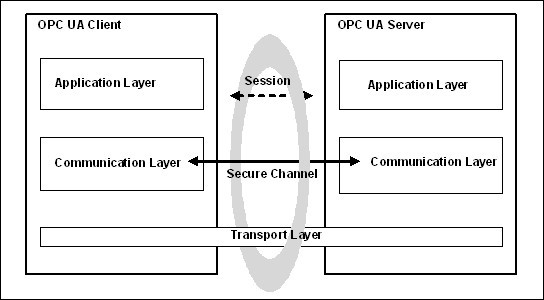 OPC UA Client
OPC UA Server
Application Layer
Session
Application Layer
Communication Layer
Secure Channel
Communication Layer
Transport Layer